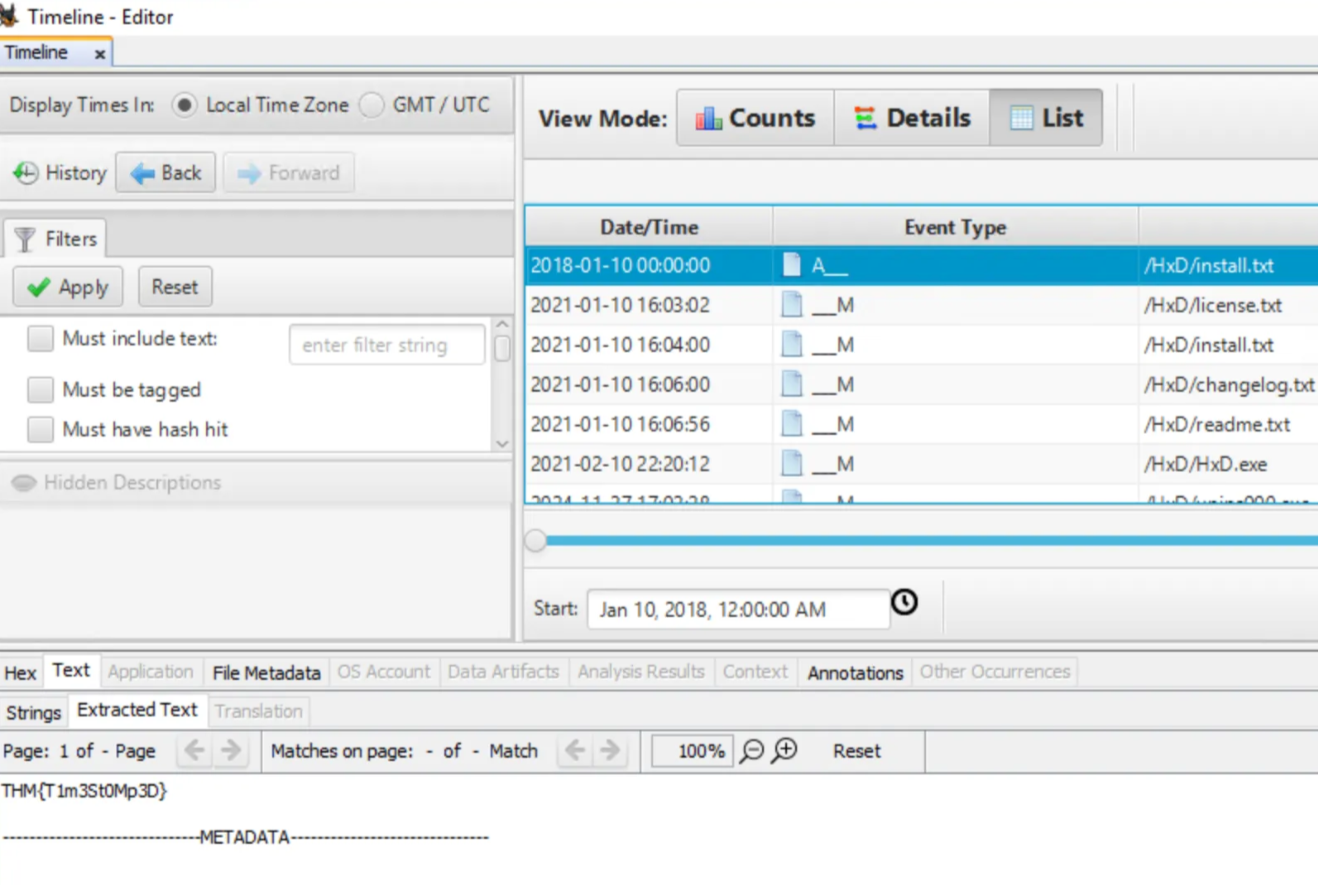 Timeline - Editor
Timeline x
Display Times In: Local Time Zone GMT / UTC
History Back Forward
Filters
Apply Reset
Must include text: enter filter string
Must be tagged
Must have hash hit
Hidden Descriptions
View Mode: Counts Details List
Date/Time Event Type
2018-01-10 00:00:00 A__ /HxD/install.txt
2021-01-10 16:03:02 __M /HxD/license.txt
2021-01-10 16:04:00 __M /HxD/install.txt
2021-01-10 16:06:00 __M /HxD/changelog.txt
2021-01-10 16:06:56 __M /HxD/readme.txt
2021-02-10 22:20:12 __M /HxD/HxD.exe
Start: Jan 10, 2018, 12:00:00 AM
Hex Text Application File Metadata OS Account Data Artifacts Analysis Results Context Annotations Other Occurrences
Strings Extracted Text Translation
Page: 1 of - Page Matches on page: - of - Match 100% Reset
THM{T1m3St0Mp3D}
------------------------------METADATA------------------------------